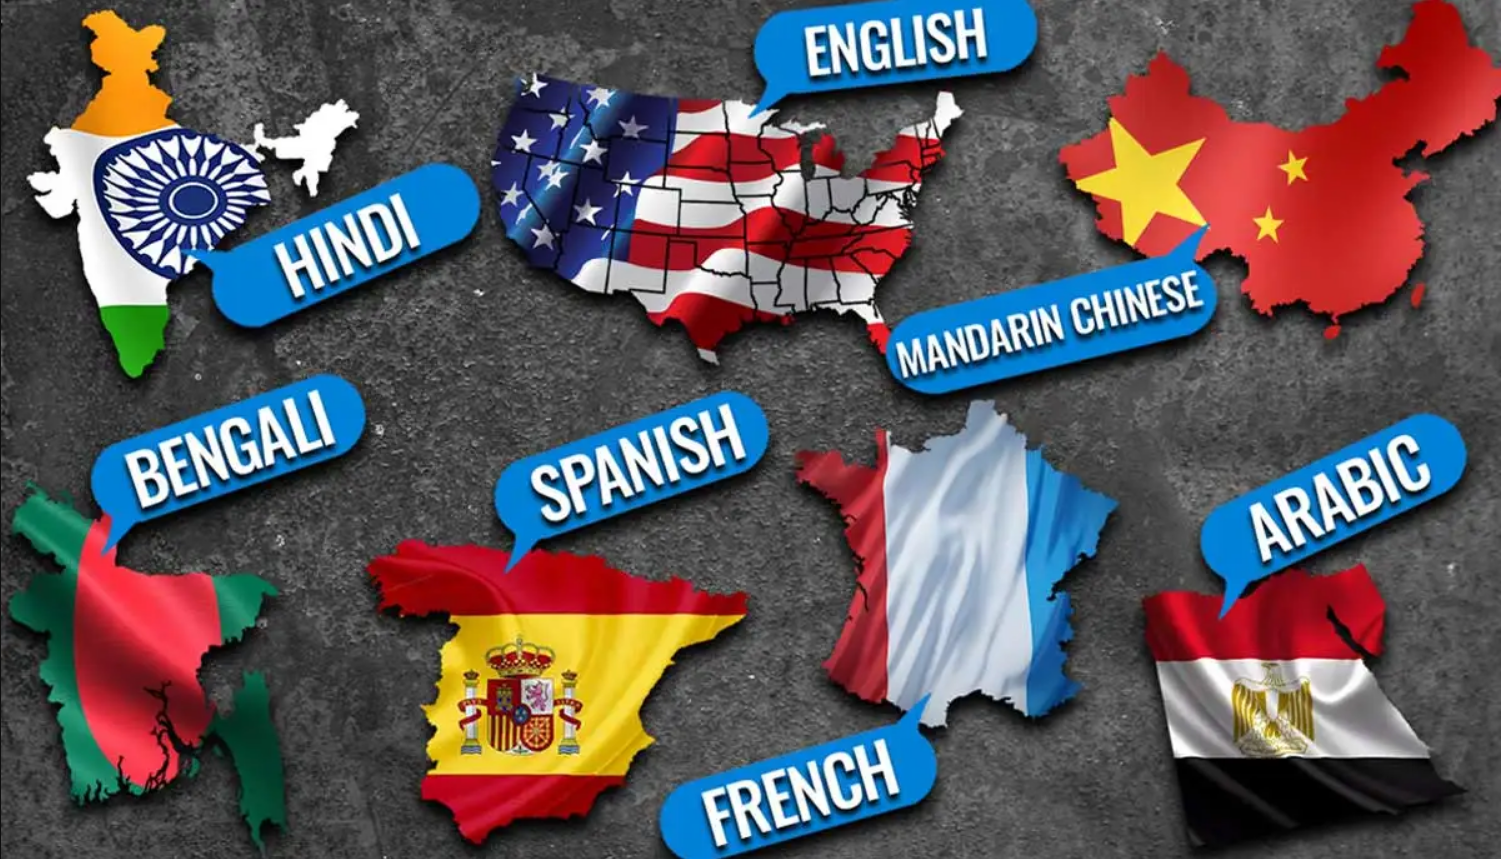 ENGLISH
HINDI
MANDARIN CHINESE
BENGALI
SPANISH
ARABIC
FRENCH